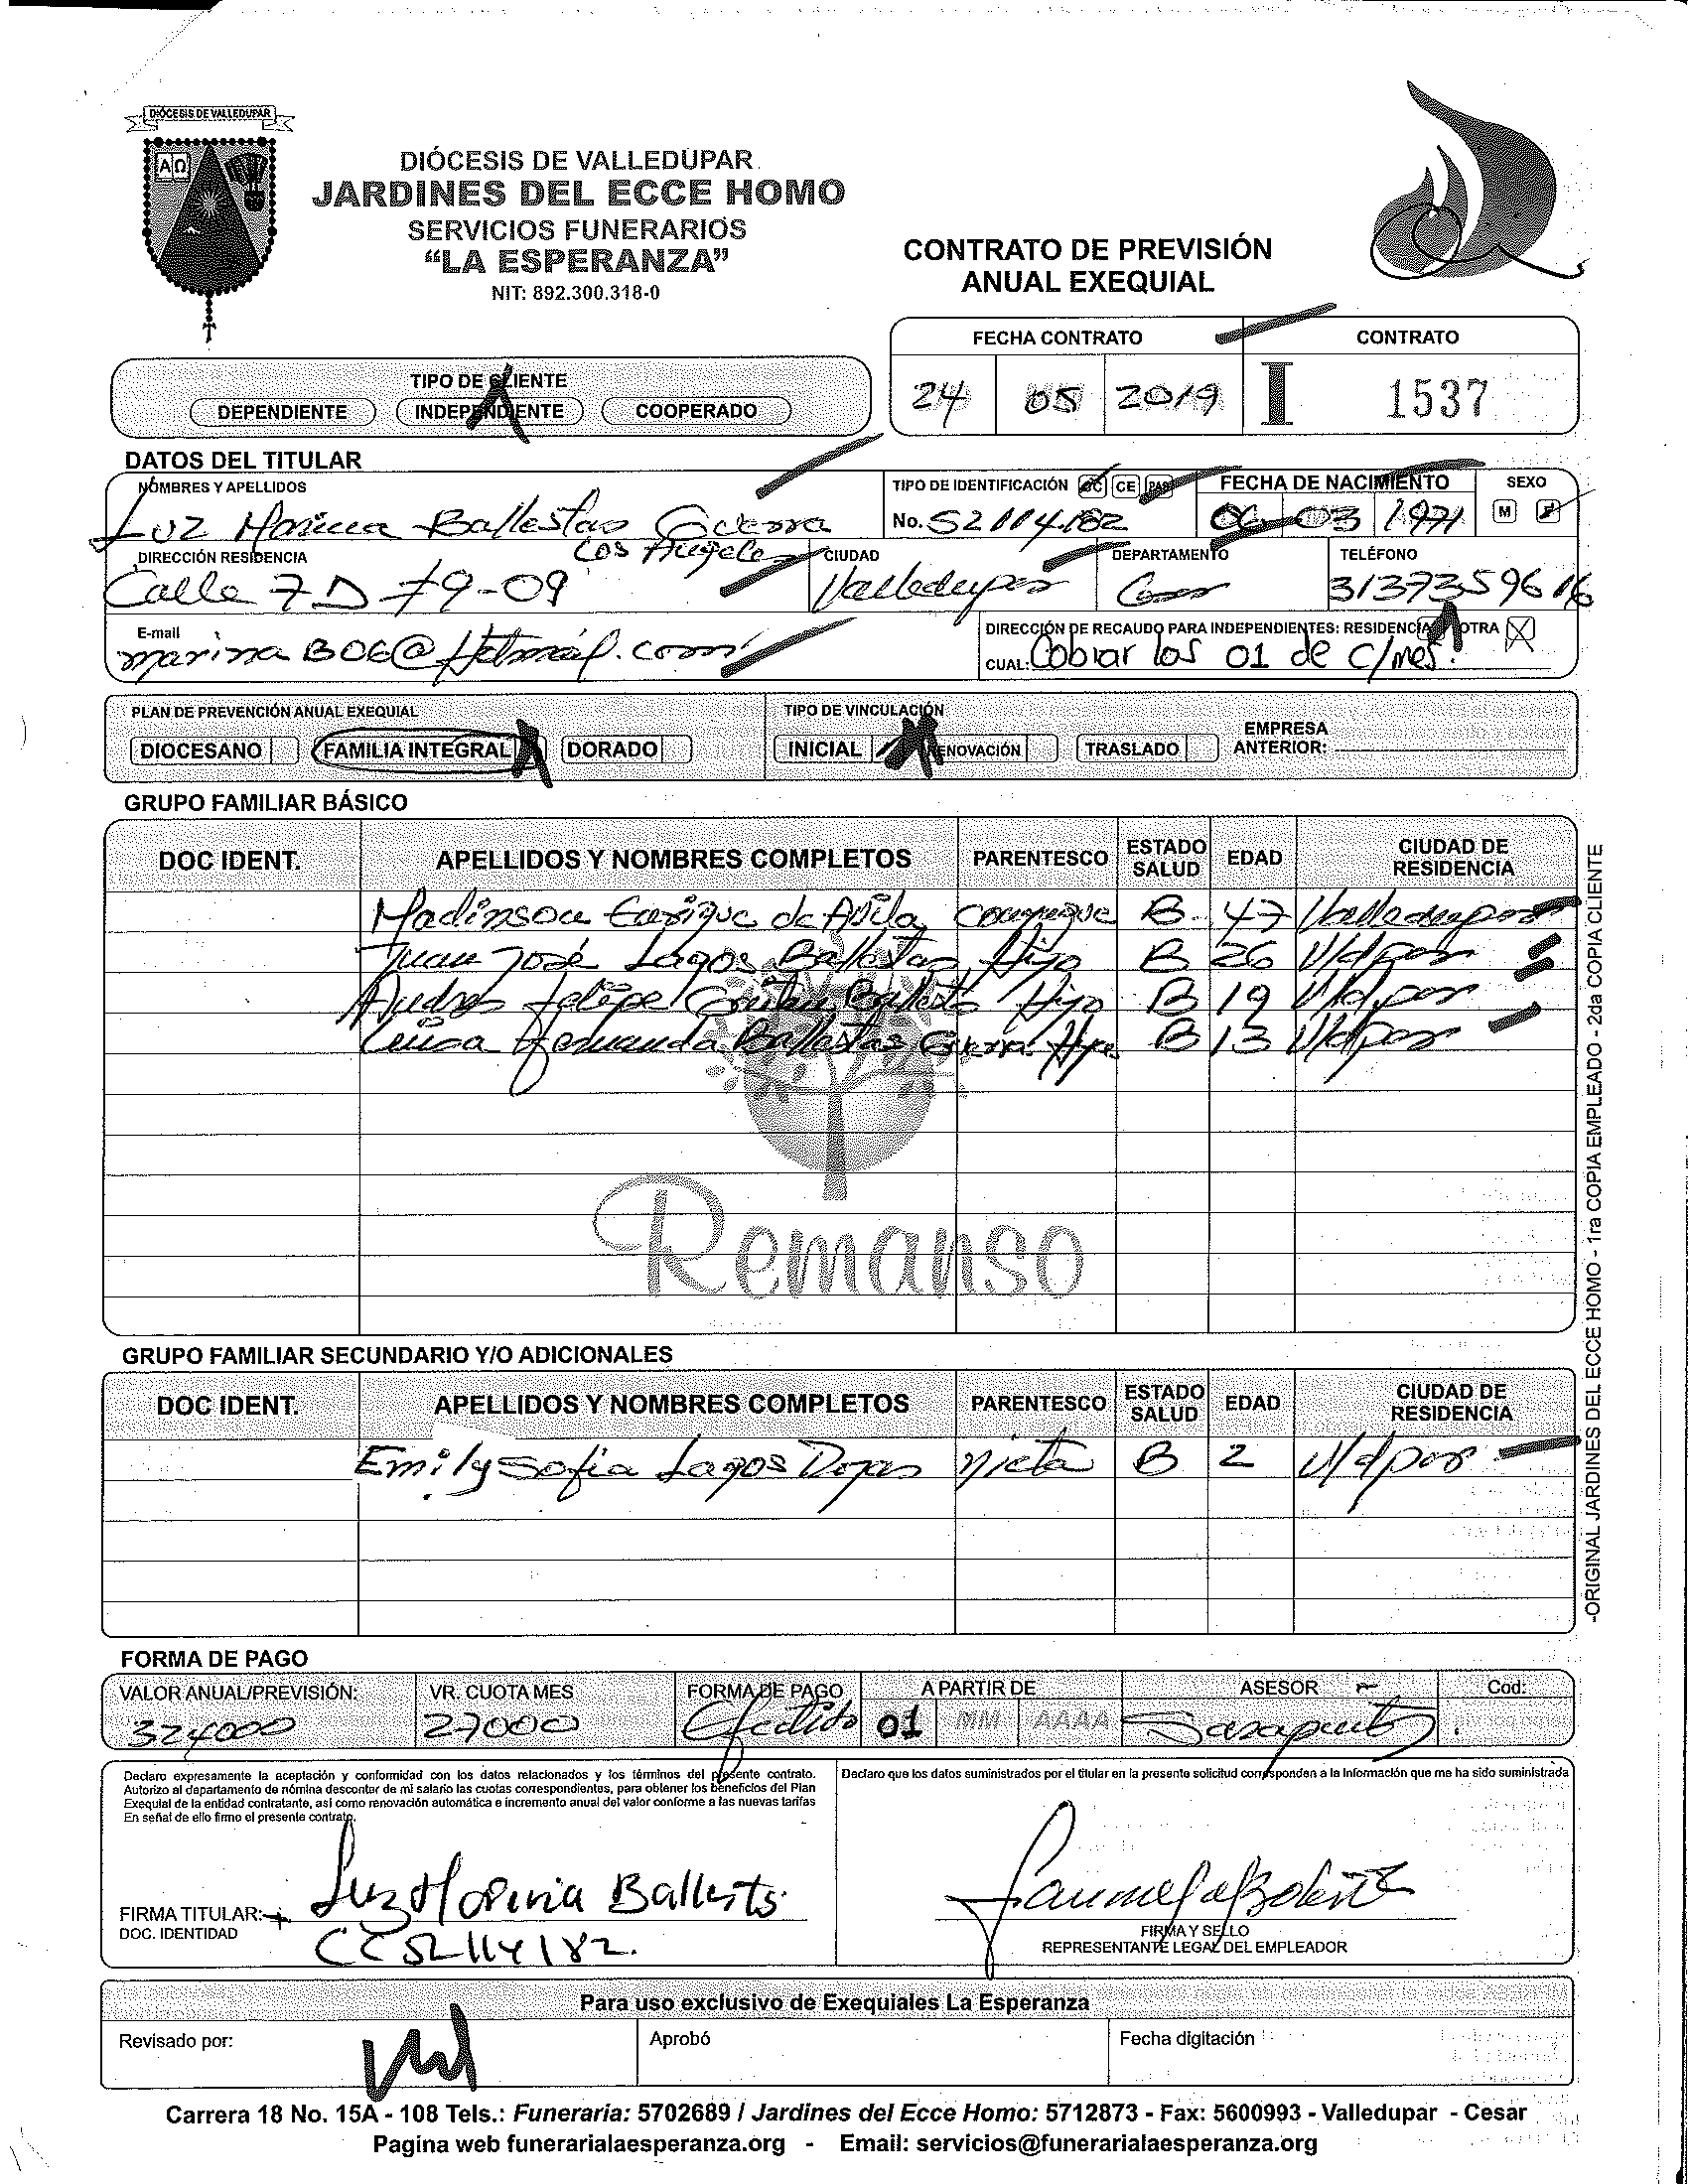 DIÓCESIS DE VALLEDUPAR
AΩ
DIÓCESIS DE VALLEDUPAR
JARDINES DEL ECCE HOMO
SERVICIOS FUNERARIOS
“LA ESPERANZA”
NIT: 892.300.318-0
CONTRATO DE PREVISIÓN
ANUAL EXEQUIAL
FECHA CONTRATO CONTRATO
24 05 2019 I 1537
TIPO DE CLIENTE
DEPENDIENTE INDEPENDIENTE COOPERADO
DATOS DEL TITULAR
NOMBRES Y APELLIDOS TIPO DE IDENTIFICACIÓN CC CE PAS FECHA DE NACIMIENTO SEXO
Luz Marina Ballestas Guerra No. 52114.182 06 03 1971 M F
DIRECCIÓN RESIDENCIA Los Angeles CIUDAD DEPARTAMENTO TELÉFONO
Calle 7D 19-09 Valledupar Cesar 3137359616
E-mail DIRECCIÓN DE RECAUDO PARA INDEPENDIENTES: RESIDENCIA OTRA X
marina B06@Hotmail.com CUAL: Cobrar los 01 de c/mes.
PLAN DE PREVENCIÓN ANUAL EXEQUIAL TIPO DE VINCULACIÓN EMPRESA
DIOCESANO FAMILIA INTEGRAL DORADO INICIAL RENOVACIÓN TRASLADO ANTERIOR:
GRUPO FAMILIAR BÁSICO
DOC IDENT. APELLIDOS Y NOMBRES COMPLETOS PARENTESCO ESTADO SALUD EDAD CIUDAD DE RESIDENCIA
Madinson Enrique de Avila conyugue B. 47 Valledupar
Juan José Lagos Ballestas Hijo B 26 V/dpar
Andres Felipe Ballestas Hijo B 19 V/dpar
Luisa Fernanda Ballestas Guerra Hija B 13 V/dpar
Remanso
GRUPO FAMILIAR SECUNDARIO Y/O ADICIONALES
DOC IDENT. APELLIDOS Y NOMBRES COMPLETOS PARENTESCO ESTADO SALUD EDAD CIUDAD DE RESIDENCIA
Emily Sofia Lagos nieta B 2 V/dpar
FORMA DE PAGO
VALOR ANUAL/PREVISIÓN: VR. CUOTA MES FORMA DE PAGO A PARTIR DE ASESOR Cod:
324000 27000 01 MM AAAA
Declaro expresamente la aceptación y conformidad con los datos relacionados y los términos del presente contrato.
Autorizo al departamento de nómina descontar de mi salario las cuotas correspondientes, para obtener los beneficios del Plan
Exequial de la entidad contratante, así como renovación automática e incremento anual del valor conforme a las nuevas tarifas
En señal de ello firmo el presente contrato.
Declaro que los datos suministrados por el titular en la presente solicitud corresponden a la información que me ha sido suministrada
FIRMA TITULAR: Luz Marina Ballestas
DOC. IDENTIDAD CC 52114182.
FIRMA Y SELLO
REPRESENTANTE LEGAL DEL EMPLEADOR
Para uso exclusivo de Exequiales La Esperanza
Revisado por: Aprobó Fecha digitación
Carrera 18 No. 15A - 108 Tels.: Funeraria: 5702689 / Jardines del Ecce Homo: 5712873 - Fax: 5600993 - Valledupar - Cesar
Pagina web funerarialaesperanza.org - Email: servicios@funerarialaesperanza.org
-ORIGINAL JARDINES DEL ECCE HOMO - 1ra COPIA EMPLEADO - 2da COPIA CLIENTE